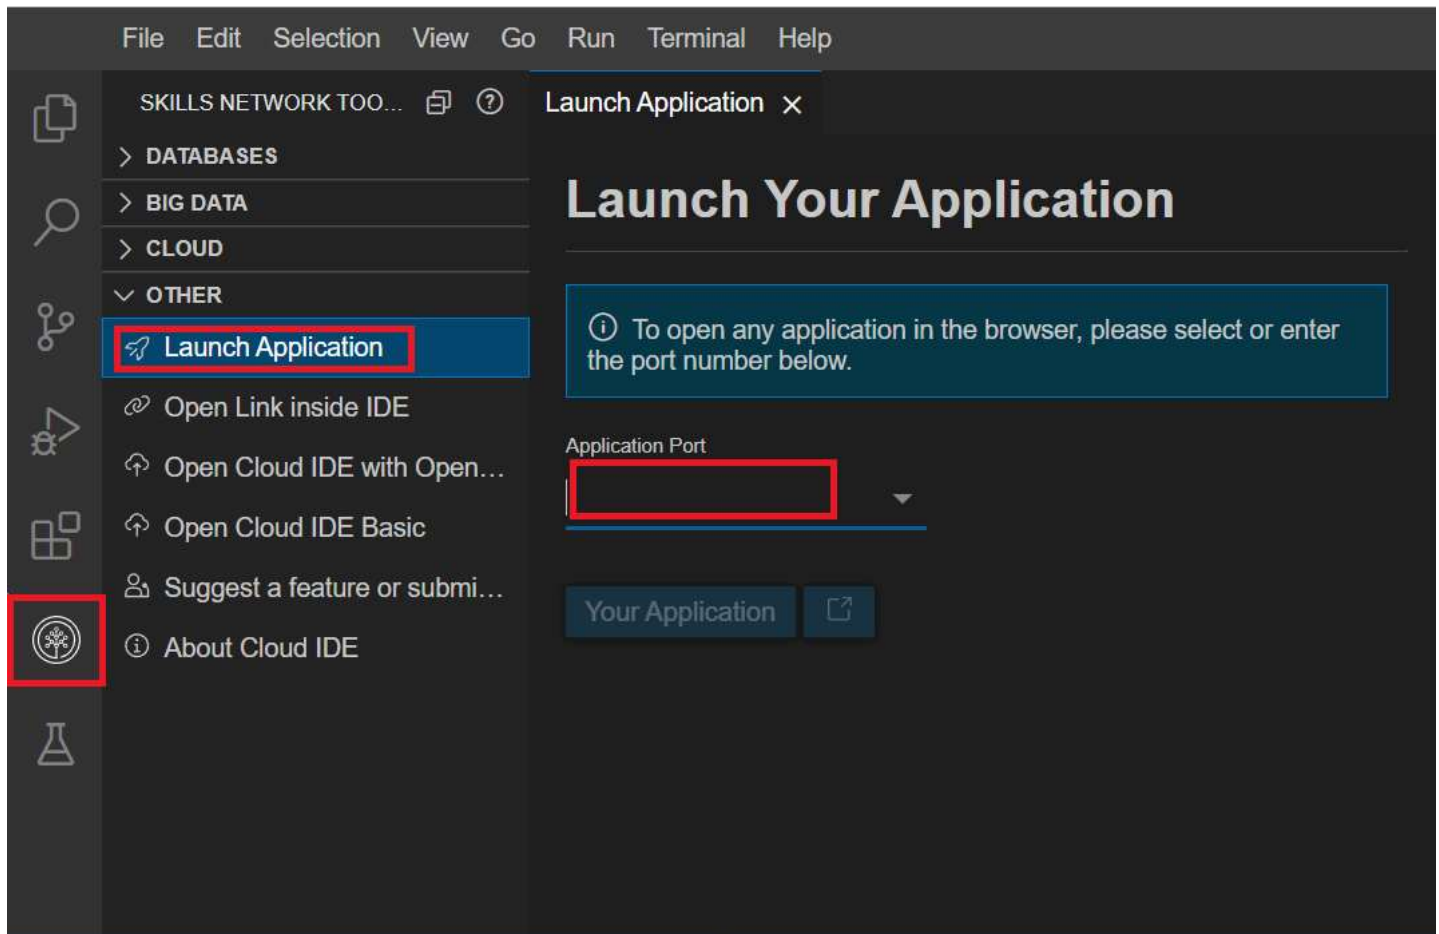 File Edit Selection View Go Run Terminal Help
SKILLS NETWORK TOO...
DATABASES
BIG DATA
CLOUD
OTHER
Launch Application
Open Link inside IDE
Open Cloud IDE with Open...
Open Cloud IDE Basic
Suggest a feature or submi...
About Cloud IDE
Launch Application
Launch Your Application
To open any application in the browser, please select or enter
the port number below.
Application Port
Your Application